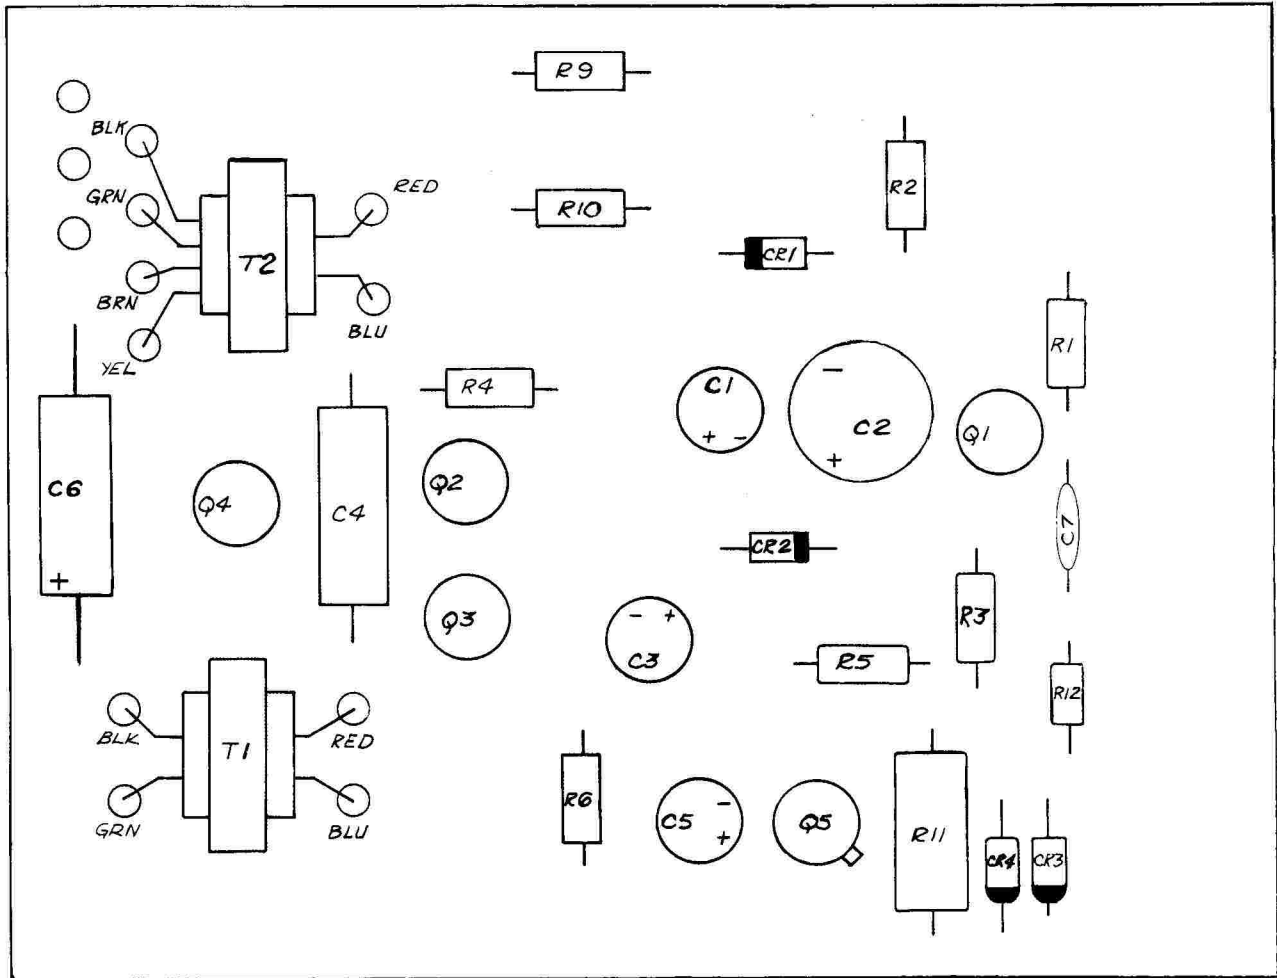 R9
BLK
GRN
RED
R2
R10
T2
CR1
BRN
BLU
YEL
R1
R4
C1
+ -
-
C2
+
Q1
C6
+
Q4
C4
Q2
C7
CR2
Q3
- +
C3
R3
R5
R12
BLK
RED
T1
GRN
BLU
R6
C5
-
+
Q5
R11
CR4
CR3